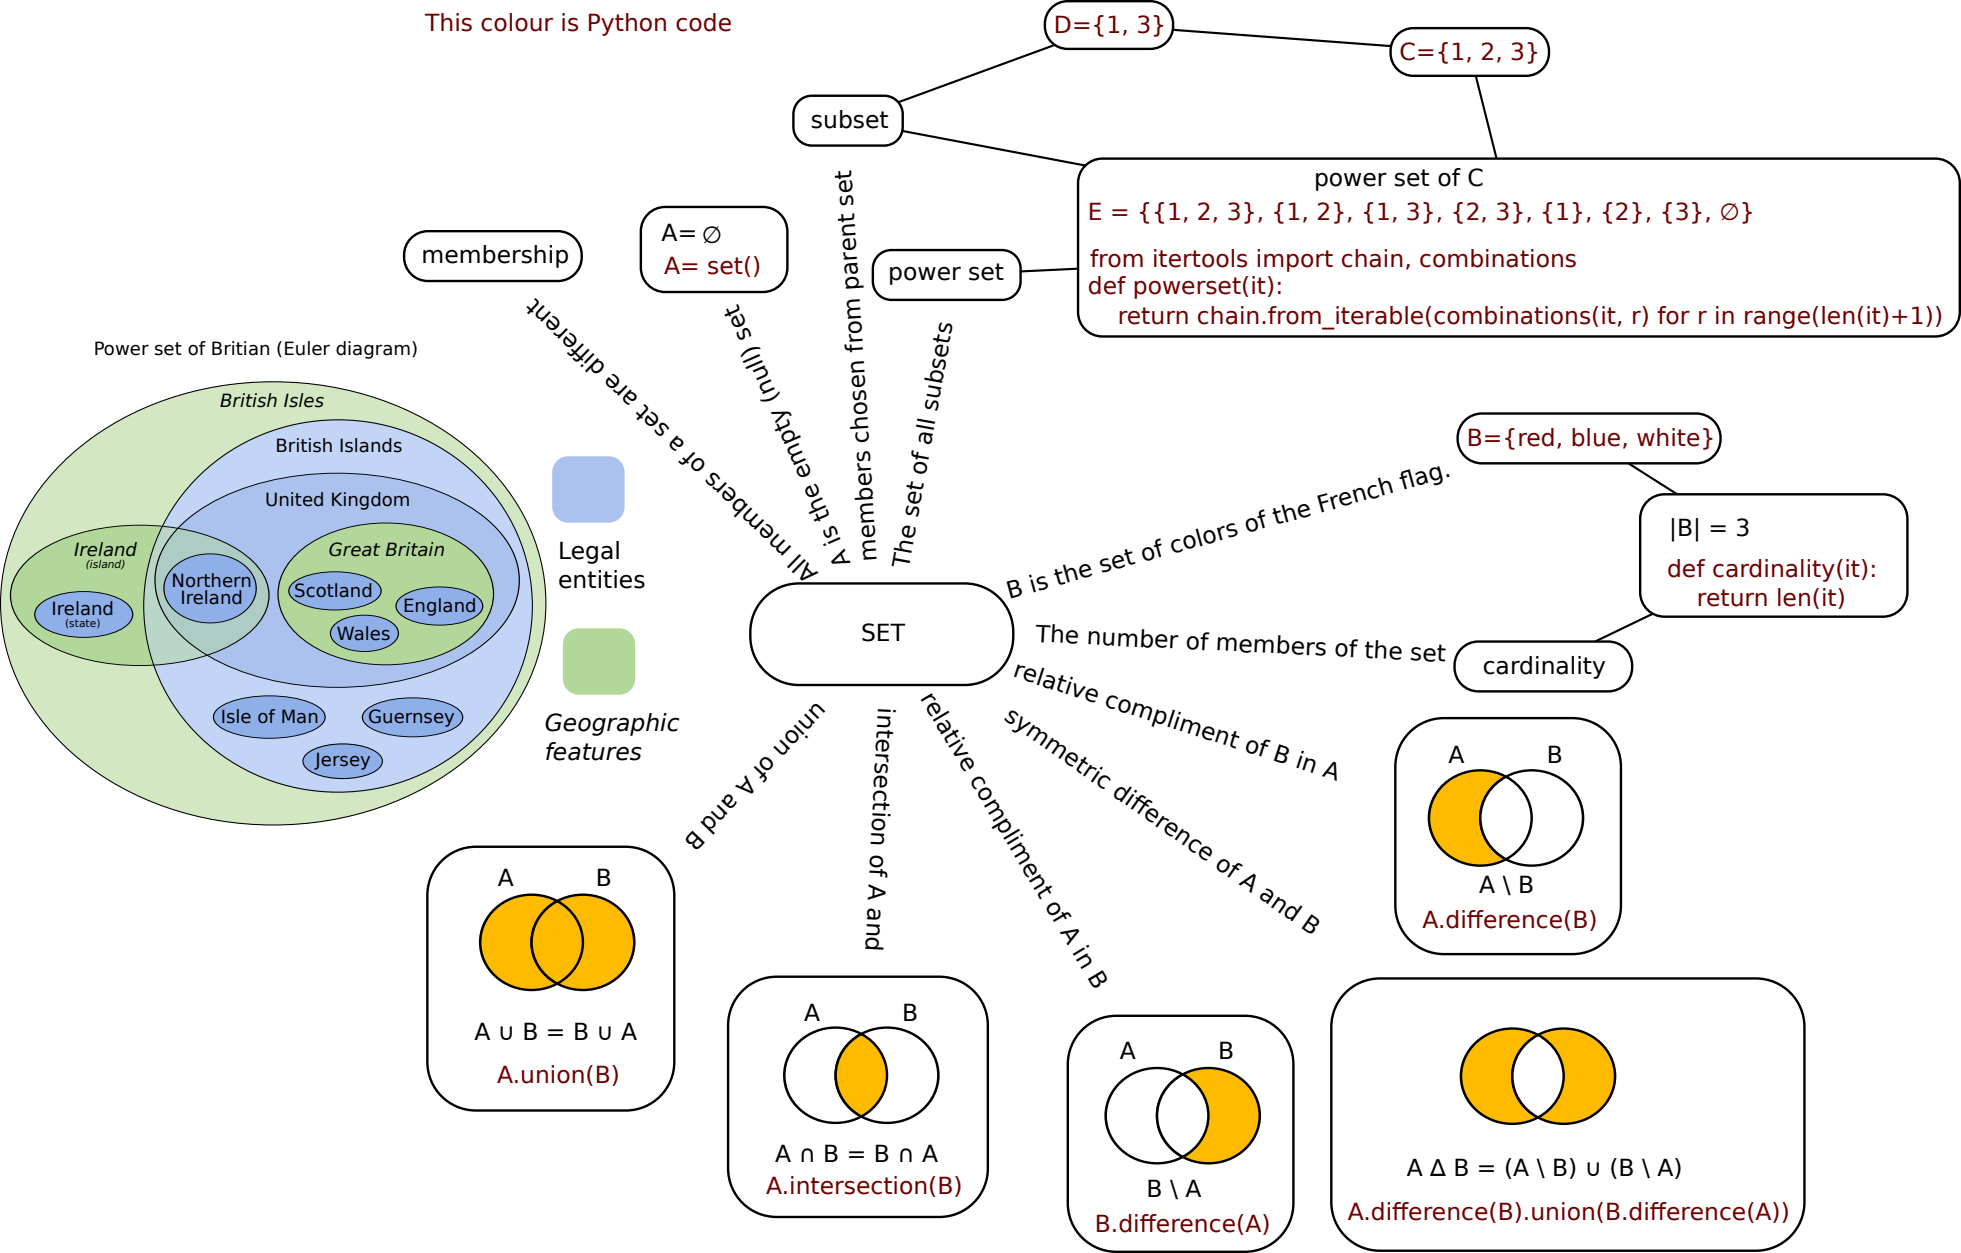 This colour is Python code
D={1, 3}
C={1, 2, 3}
subset
power set of C
E = {{1, 2, 3}, {1, 2}, {1, 3}, {2, 3}, {1}, {2}, {3}, ∅}
from itertools import chain, combinations
def powerset(it):
return chain.from_iterable(combinations(it, r) for r in range(len(it)+1))
membership
A= ∅
A= set()
power set
All members of a set are different
A is the empty (null) set
members chosen from parent set
The set of all subsets
Power set of Britian (Euler diagram)
British Isles
British Islands
United Kingdom
Ireland
(island)
Great Britain
Northern
Ireland
Scotland
England
Wales
Ireland
(state)
Isle of Man
Guernsey
Jersey
Legal
entities
Geographic
features
B={red, blue, white}
B is the set of colors of the French flag.
|B| = 3
def cardinality(it):
return len(it)
SET
The number of members of the set
cardinality
relative compliment of B in A
symmetric difference of A and B
relative compliment of A in B
intersection of A and
union of A and B
A B
A \ B
A.difference(B)
A B
A ∪ B = B ∪ A
A.union(B)
A B
A ∩ B = B ∩ A
A.intersection(B)
A B
B \ A
B.difference(A)
A Δ B = (A \ B) ∪ (B \ A)
A.difference(B).union(B.difference(A))